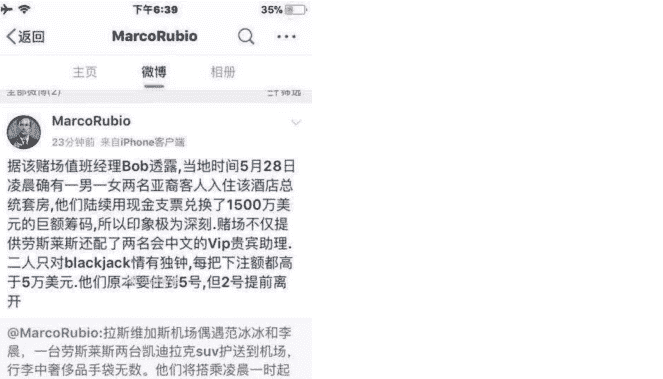 下午6:39
35%
返回
MarcoRubio
主页 微博 相册
全部微博(2) 筛选
MarcoRubio
23分钟前 来自iPhone客户端
据该赌场值班经理Bob透露,当地时间5月28日
凌晨确有一男一女两名亚裔客人入住该酒店总
统套房,他们陆续用现金支票兑换了1500万美
元的巨额筹码,所以印象极为深刻.赌场不仅提
供劳斯莱斯还配了两名会中文的Vip贵宾助理.
二人只对blackjack情有独钟,每把下注额都高
于5万美元.他们原本要住到5号,但2号提前离
开
@MarcoRubio:拉斯维加斯机场偶遇范冰冰和李
晨，一台劳斯莱斯两台凯迪拉克suv护送到机场，
行李中奢侈品手袋无数。他们将搭乘凌晨一时起